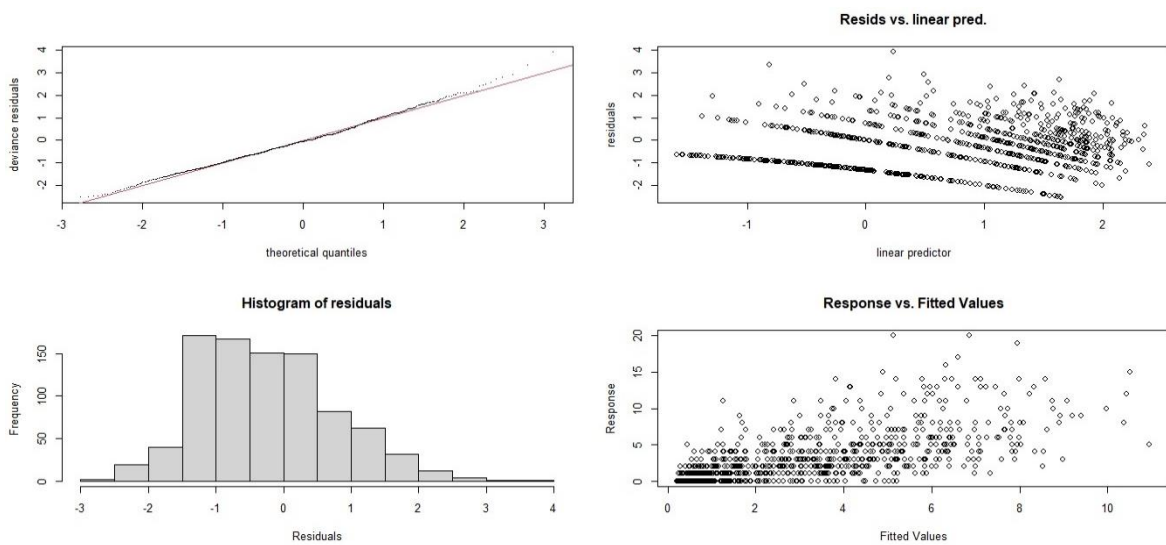 deviance residuals
-2 -1 0 1 2 3 4
-3 -2 -1 0 1 2 3
theoretical quantiles
Resids vs. linear pred.
residuals
-2 -1 0 1 2 3 4
-1 0 1 2
linear predictor
Histogram of residuals
Frequency
0 50 100 150
-3 -2 -1 0 1 2 3 4
Residuals
Response vs. Fitted Values
Response
0 5 10 15 20
0 2 4 6 8 10
Fitted Values